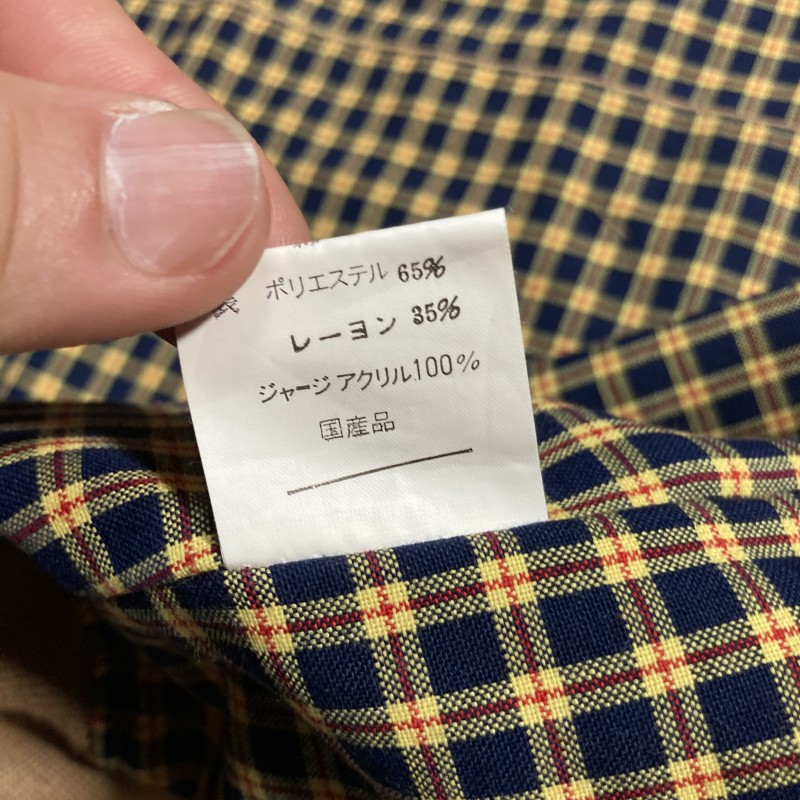 表 ポリエステル 65%
レーヨン 35%
ジャージ アクリル100%
国産品